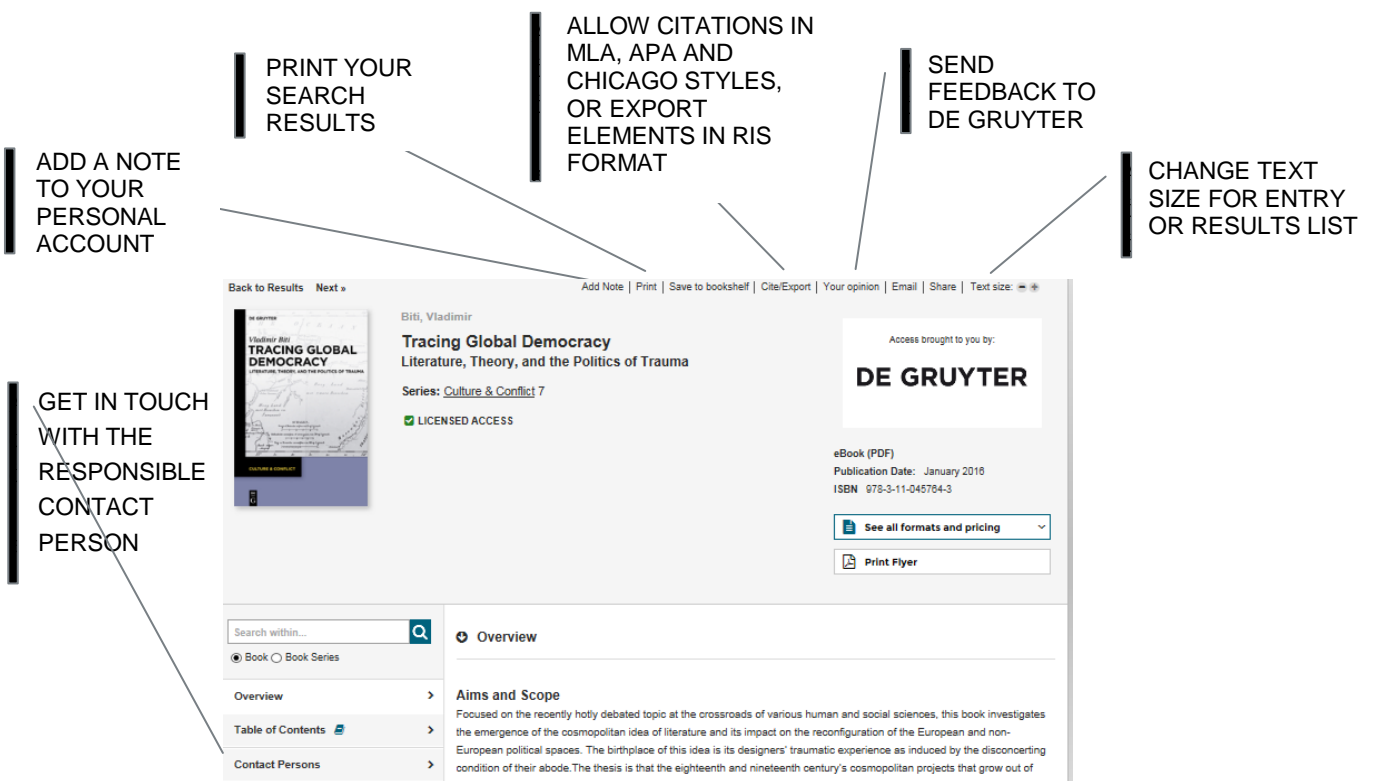 ALLOW CITATIONS IN
MLA, APA AND
CHICAGO STYLES,
OR EXPORT
ELEMENTS IN RIS
FORMAT
PRINT YOUR
SEARCH
RESULTS
SEND
FEEDBACK TO
DE GRUYTER
ADD A NOTE
TO YOUR
PERSONAL
ACCOUNT
CHANGE TEXT
SIZE FOR ENTRY
OR RESULTS LIST
GET IN TOUCH
WITH THE
RESPONSIBLE
CONTACT
PERSON
Back to Results Next »
Add Note | Print | Save to bookshelf | Cite/Export | Your opinion | Email | Share | Text size:
DE GRUYTER
Vladimir Biti
TRACING GLOBAL
DEMOCRACY
LITERATURE, THEORY, AND THE POLITICS OF TRAUMA
CULTURE & CONFLICT
Biti, Vladimir
Tracing Global Democracy
Literature, Theory, and the Politics of Trauma
Series: Culture & Conflict 7
LICENSED ACCESS
Access brought to you by:
DE GRUYTER
eBook (PDF)
Publication Date: January 2016
ISBN 978-3-11-045764-3
See all formats and pricing
Print Flyer
Search within...
Book Book Series
Overview
Table of Contents
Contact Persons
Overview
Aims and Scope
Focused on the recently hotly debated topic at the crossroads of various human and social sciences, this book investigates
the emergence of the cosmopolitan idea of literature and its impact on the reconfiguration of the European and non-
European political spaces. The birthplace of this idea is its designers' traumatic experience as induced by the disconcerting
condition of their abode.The thesis is that the eighteenth and nineteenth century's cosmopolitan projects that grow out of